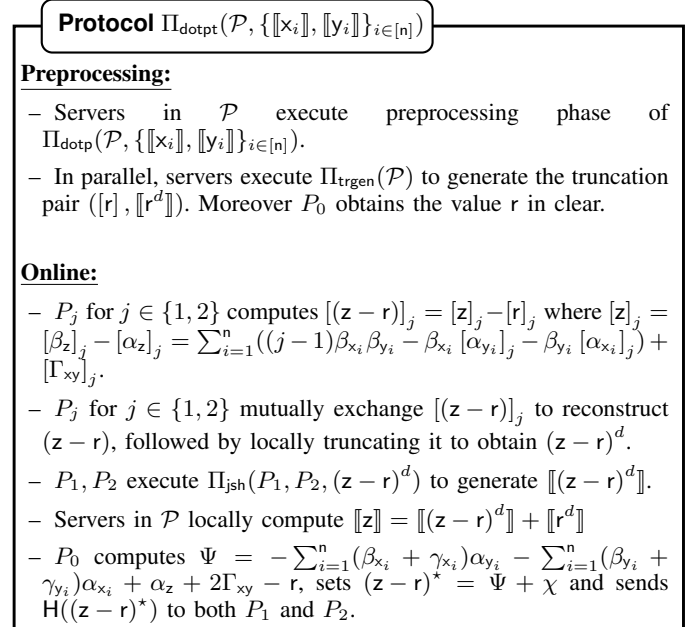 Protocol Π_dotpt(𝒫, {⟦x_i⟧, ⟦y_i⟧}_{i∈[n]})
Preprocessing:
– Servers in 𝒫 execute preprocessing phase of
Π_dotp(𝒫, {⟦x_i⟧, ⟦y_i⟧}_{i∈[n]}).
– In parallel, servers execute Π_trgen(𝒫) to generate the truncation
pair ([r], ⟦r^d⟧). Moreover P_0 obtains the value r in clear.
Online:
– P_j for j ∈ {1, 2} computes [(z − r)]_j = [z]_j − [r]_j where [z]_j =
[β_z]_j − [α_z]_j = ∑_{i=1}^{n}((j − 1)β_{x_i}β_{y_i} − β_{x_i} [α_{y_i}]_j − β_{y_i} [α_{x_i}]_j) +
[Γ_xy]_j.
– P_j for j ∈ {1, 2} mutually exchange [(z − r)]_j to reconstruct
(z − r), followed by locally truncating it to obtain (z − r)^d.
– P_1, P_2 execute Π_jsh(P_1, P_2, (z − r)^d) to generate ⟦(z − r)^d⟧.
– Servers in 𝒫 locally compute ⟦z⟧ = ⟦(z − r)^d⟧ + ⟦r^d⟧
– P_0 computes Ψ = −∑_{i=1}^{n}(β_{x_i} + γ_{x_i})α_{y_i} − ∑_{i=1}^{n}(β_{y_i} +
γ_{y_i})α_{x_i} + α_z + 2Γ_xy − r, sets (z − r)^⋆ = Ψ + χ and sends
H((z − r)^⋆) to both P_1 and P_2.